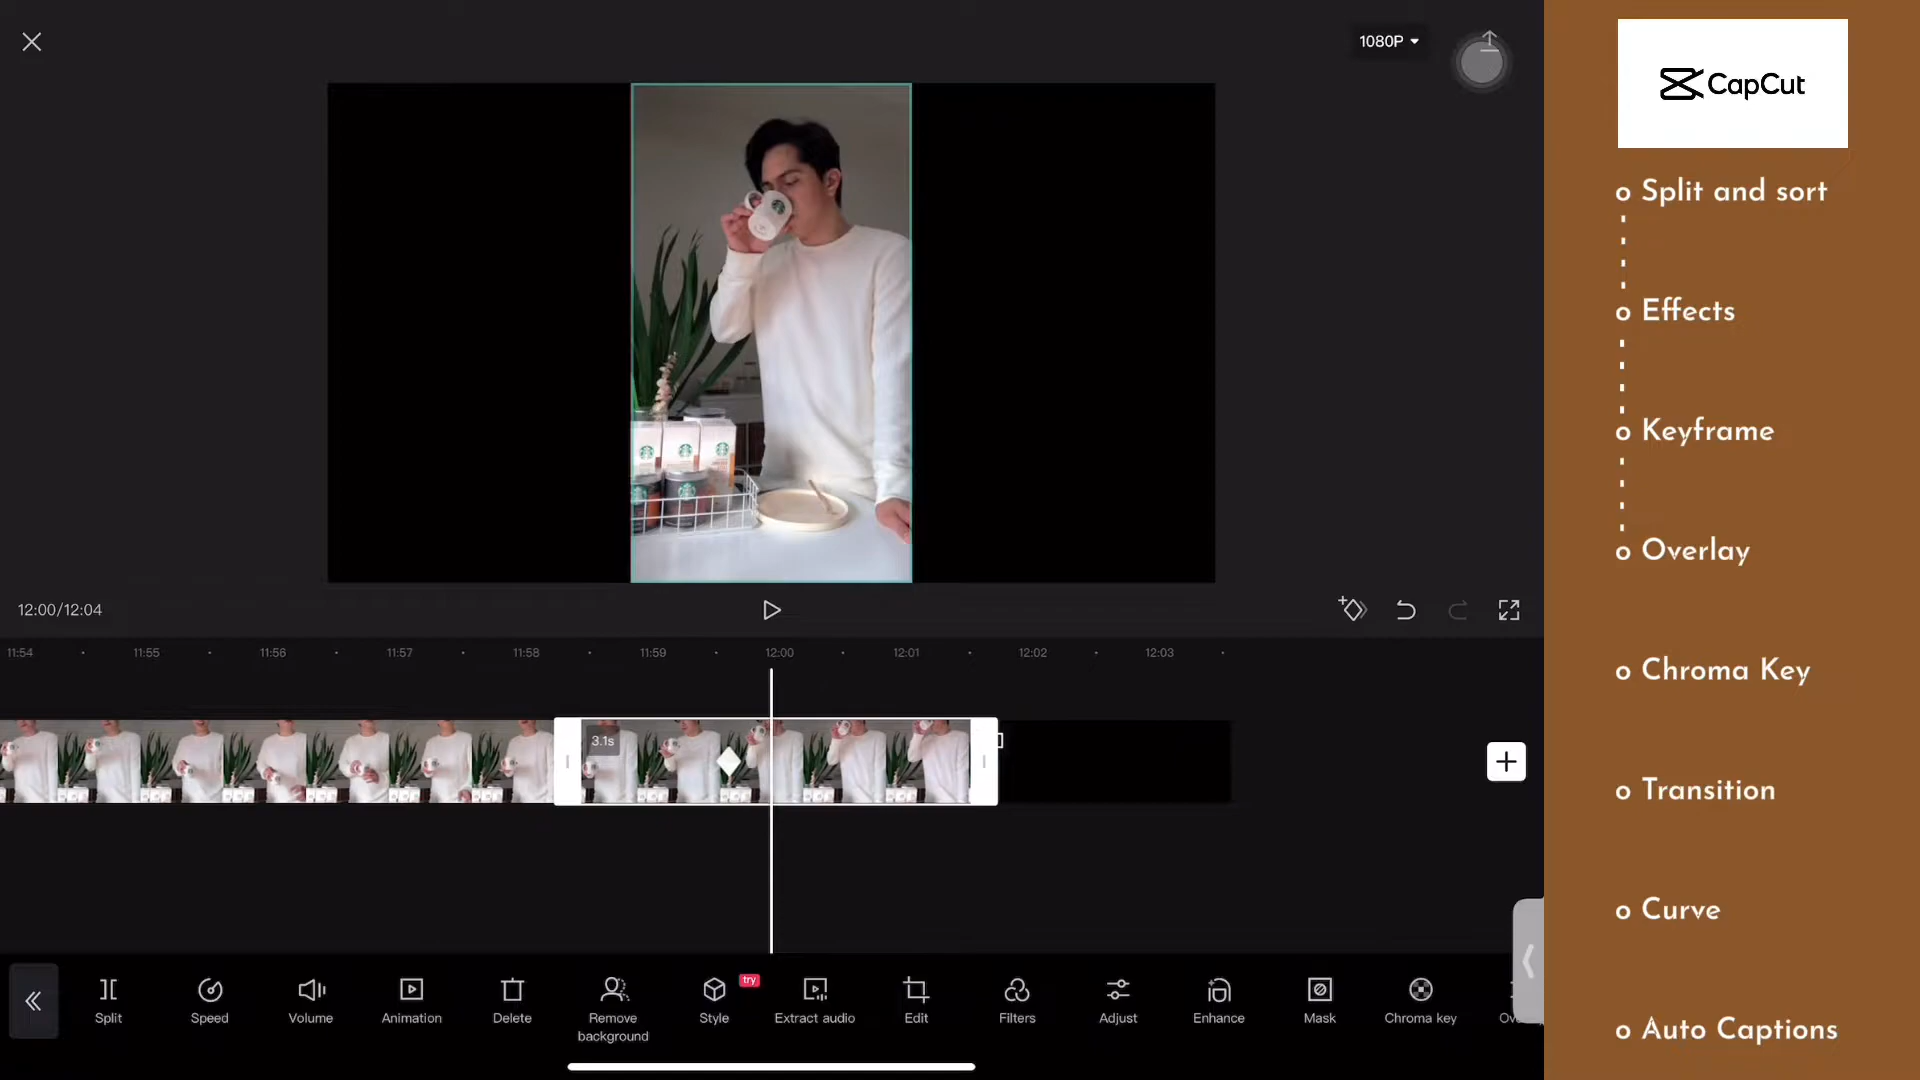 1080P
CapCut
Split and sort
Effects
Keyframe
Overlay
Chroma Key
Transition
Curve
Auto Captions
12:00/12:04
11:54 11:55 11:56 11:57 11:58 11:59 12:00 12:01 12:02 12:03
3.1s
try
Split Speed Volume Animation Delete Remove background Style Extract audio Edit Filters Adjust Enhance Mask Chroma key